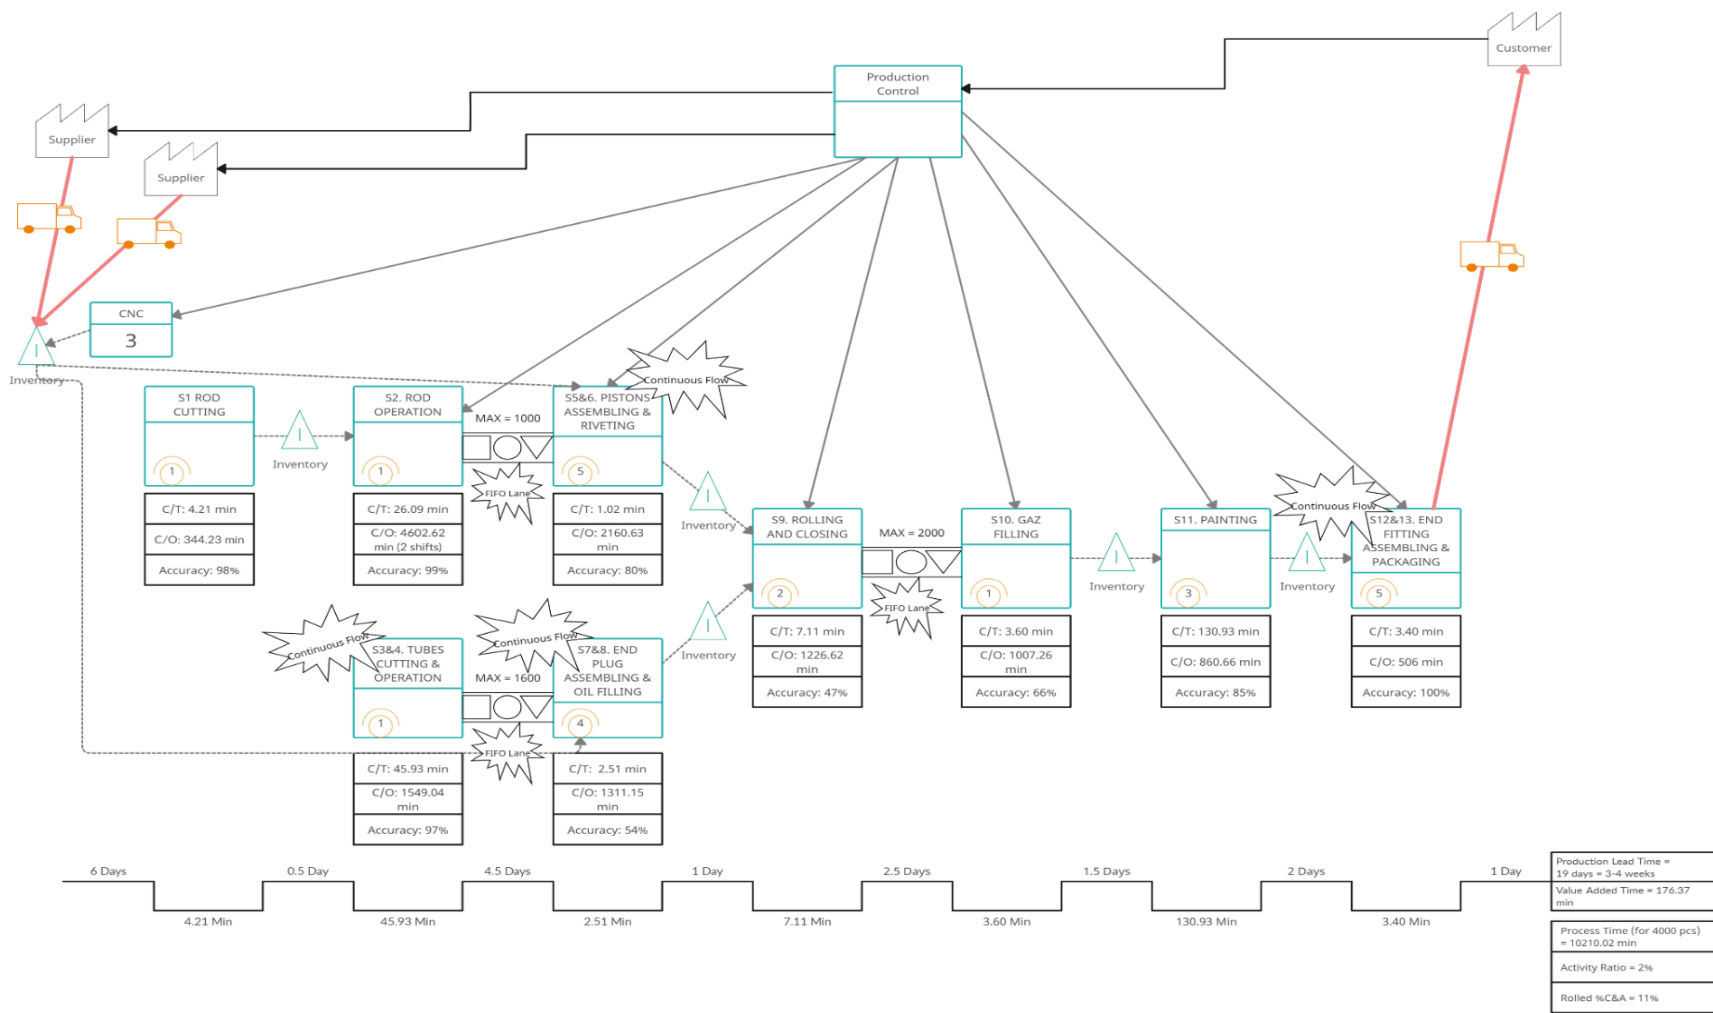 Customer
Production
Control
Supplier
Supplier
CNC
3
I
Inventory
Continuous Flow
S1 ROD
CUTTING
1
I
Inventory
S2. ROD
OPERATION
1
MAX = 1000
FIFO Lane
S5&6. PISTONS
ASSEMBLING &
RIVETING
5
C/T: 4.21 min
C/O: 344.23 min
Accuracy: 98%
C/T: 26.09 min
C/O: 4602.62
min (2 shifts)
Accuracy: 99%
C/T: 1.02 min
C/O: 2160.63
min
Accuracy: 80%
I
Inventory
S9. ROLLING
AND CLOSING
2
MAX = 2000
FIFO Lane
S10. GAZ
FILLING
1
I
Inventory
S11. PAINTING
3
Continuous Flow
I
Inventory
S12&13. END
FITTING
ASSEMBLING &
PACKAGING
5
Continuous Flow
S3&4. TUBES
CUTTING &
OPERATION
1
Continuous Flow
MAX = 1600
FIFO Lane
S7&8. END
PLUG
ASSEMBLING &
OIL FILLING
4
I
Inventory
C/T: 7.11 min
C/O: 1226.62
min
Accuracy: 47%
C/T: 3.60 min
C/O: 1007.26
min
Accuracy: 66%
C/T: 130.93 min
C/O: 860.66 min
Accuracy: 85%
C/T: 3.40 min
C/O: 506 min
Accuracy: 100%
C/T: 45.93 min
C/O: 1549.04
min
Accuracy: 97%
C/T: 2.51 min
C/O: 1311.15
min
Accuracy: 54%
6 Days
0.5 Day
4.5 Days
1 Day
2.5 Days
1.5 Days
2 Days
1 Day
4.21 Min
45.93 Min
2.51 Min
7.11 Min
3.60 Min
130.93 Min
3.40 Min
Production Lead Time =
19 days = 3-4 weeks
Value Added Time = 176.37
min
Process Time (for 4000 pcs)
= 10210.02 min
Activity Ratio = 2%
Rolled %C&A = 11%